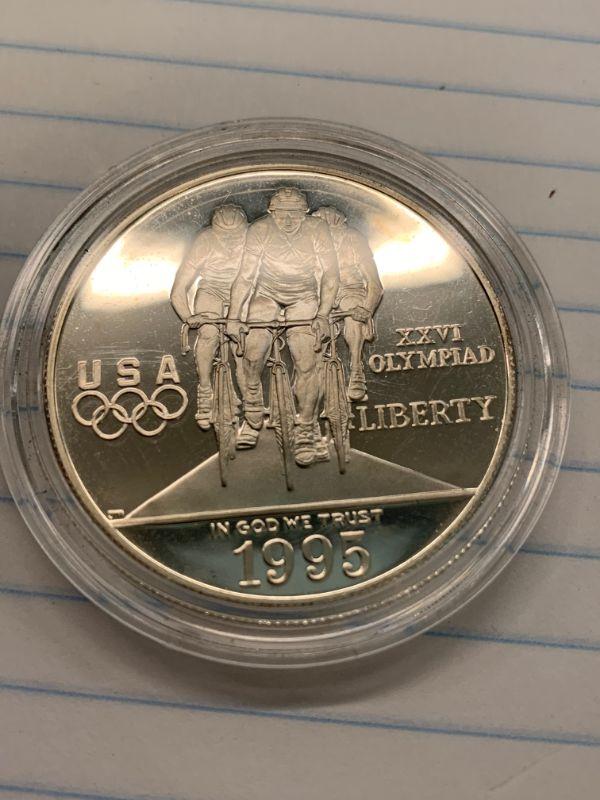 USA
XXVI
OLYMPIAD
LIBERTY
IN GOD WE TRUST
1995